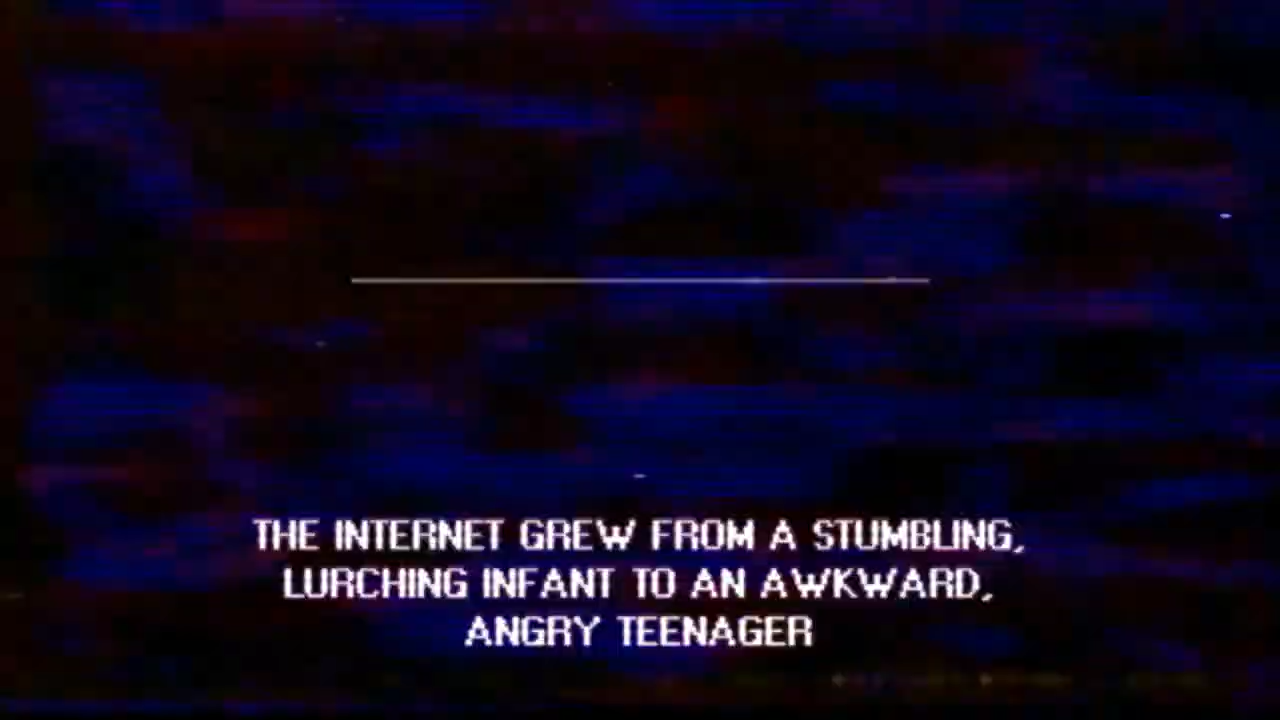 THE INTERNET GREW FROM A STUMBLING,
LURCHING INFANT TO AN AWKWARD,
ANGRY TEENAGER